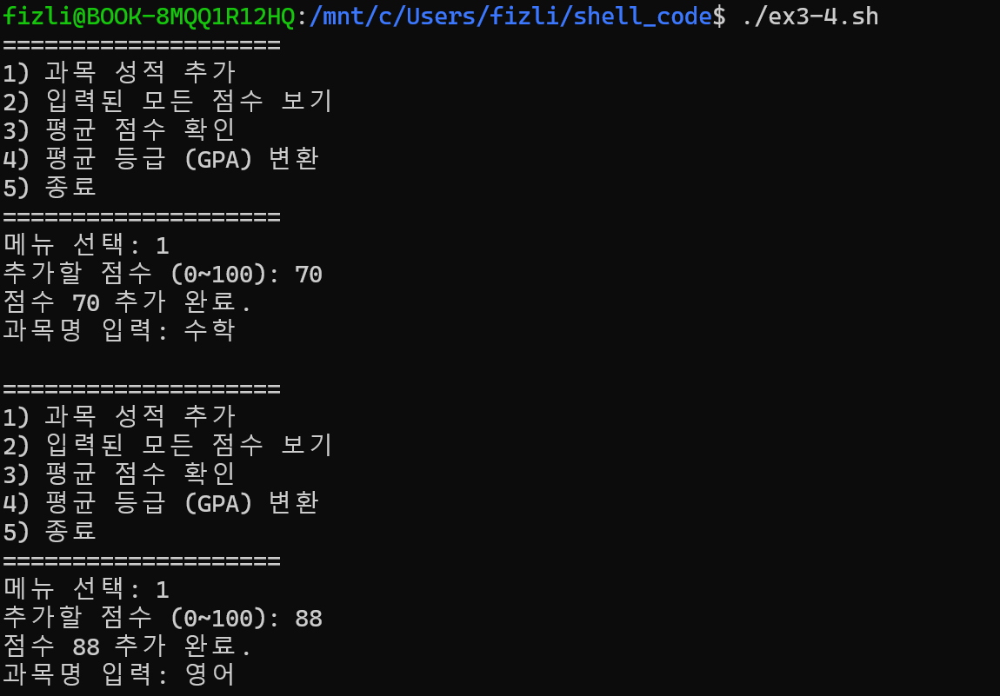 fizli@BOOK-8MQQ1R12HQ:/mnt/c/Users/fizli/shell_code$ ./ex3-4.sh
====================
1) 과목 성적 추가
2) 입력된 모든 점수 보기
3) 평균 점수 확인
4) 평균 등급 (GPA) 변환
5) 종료
====================
메뉴 선택: 1
추가할 점수 (0~100): 70
점수 70 추가 완료.
과목명 입력: 수학

====================
1) 과목 성적 추가
2) 입력된 모든 점수 보기
3) 평균 점수 확인
4) 평균 등급 (GPA) 변환
5) 종료
====================
메뉴 선택: 1
추가할 점수 (0~100): 88
점수 88 추가 완료.
과목명 입력: 영어